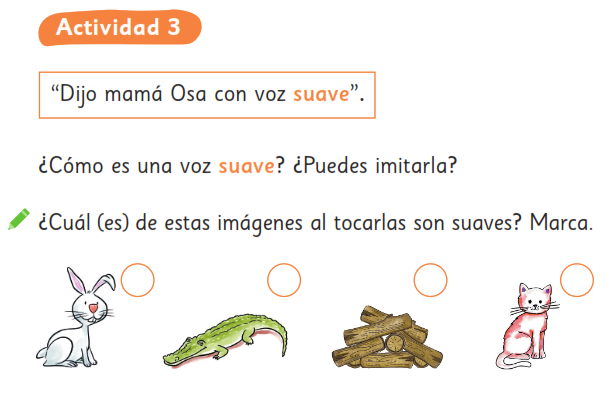 Actividad 3
“Dijo mamá Osa con voz suave”.
¿Cómo es una voz suave? ¿Puedes imitarla?
¿Cuál (es) de estas imágenes al tocarlas son suaves? Marca.